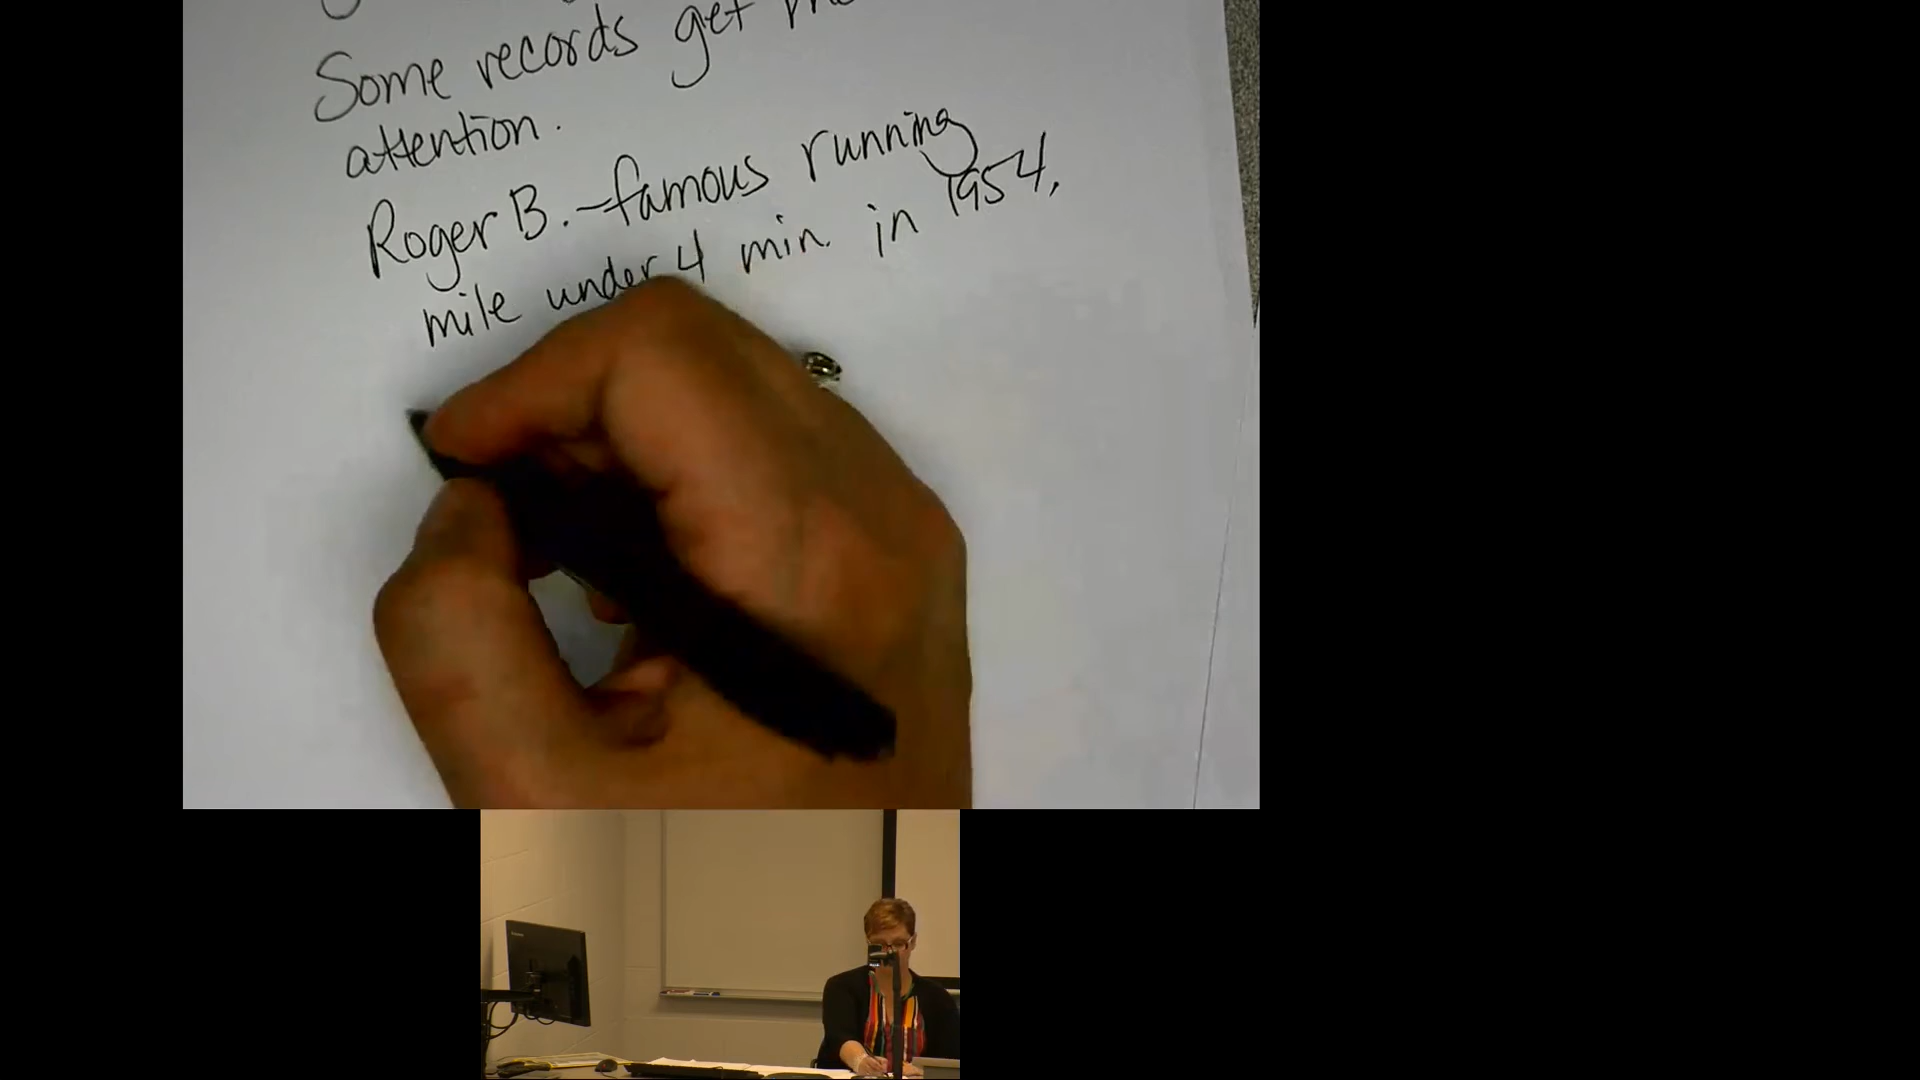 Some records get
attention.
Roger B. - famous running
mile under 4 min. in 1954.